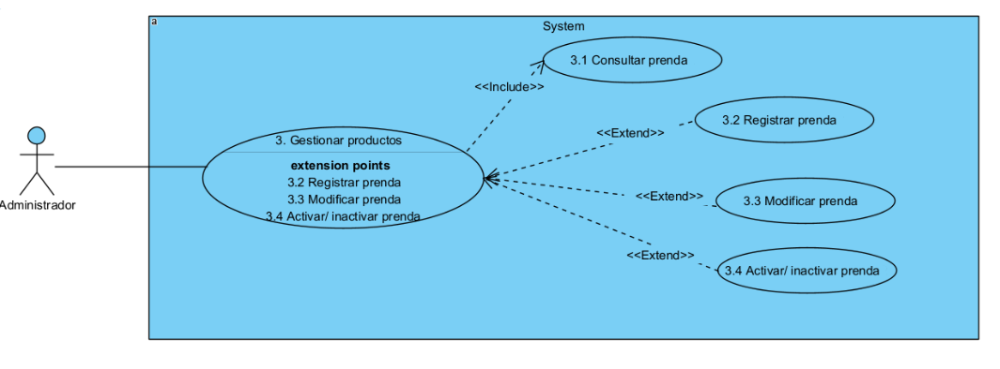 a
System
3.1 Consultar prenda
<<Include>>
3.2 Registrar prenda
<<Extend>>
3. Gestionar productos
extension points
3.2 Registrar prenda
3.3 Modificar prenda
3.4 Activar/ inactivar prenda
Administrador
<<Extend>>
3.3 Modificar prenda
<<Extend>>
3.4 Activar/ inactivar prenda